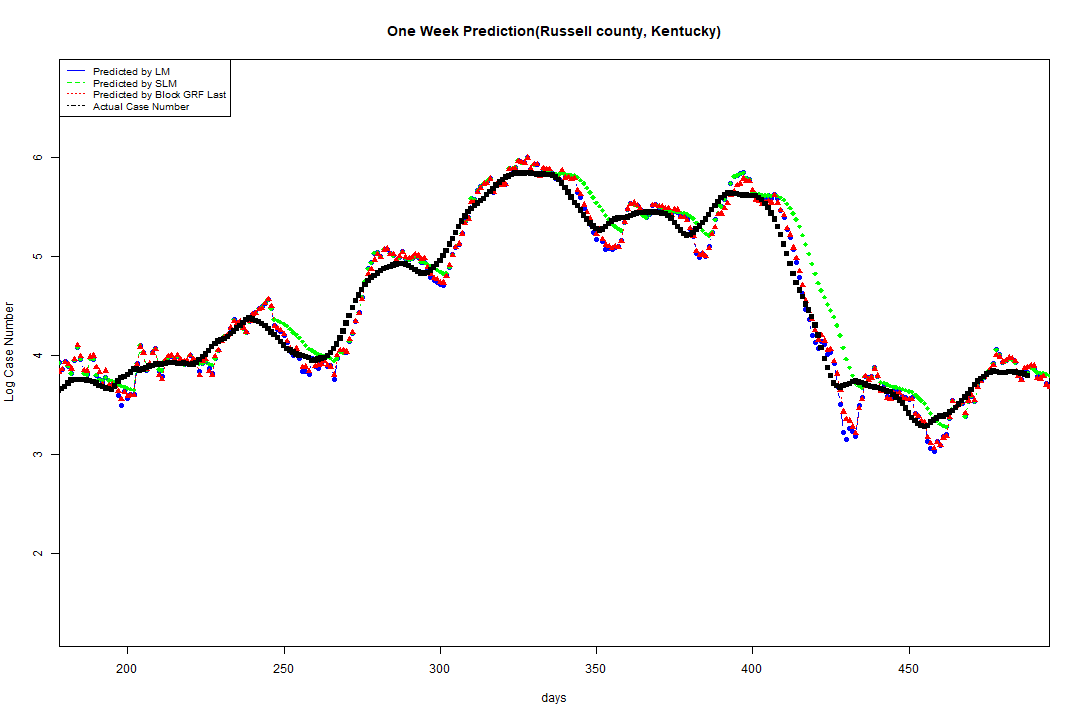 One Week Prediction(Russell county, Kentucky)
Predicted by LM
Predicted by SLM
Predicted by Block GRF Last
Actual Case Number
6
5
4
3
2
Log Case Number
200 250 300 350 400 450
days